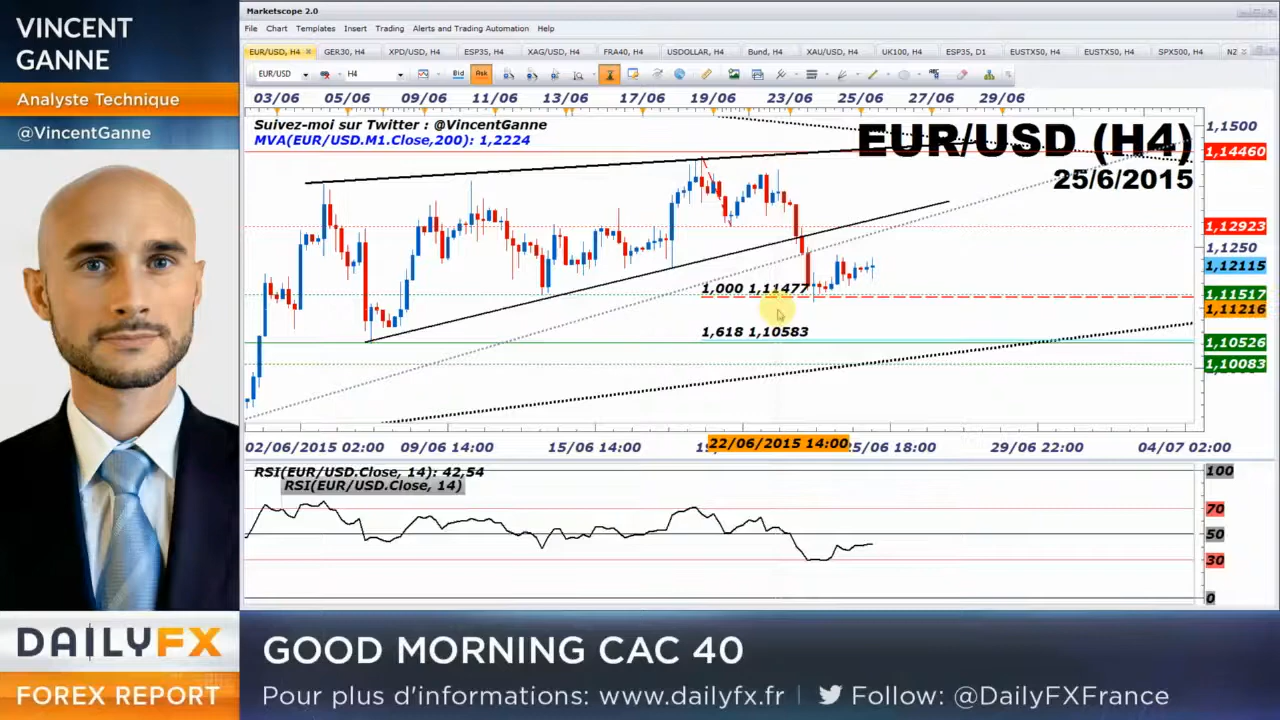 VINCENT
GANNE
Analyste Technique
@VincentGanne
Marketscope 2.0
File Chart Templates Insert Trading Alerts and Trading Automation Help
EUR/USD, H4 GER30, H4 XPD/USD, H4 ESP35, H4 XAG/USD, H4 FRA40, H4 USDOLLAR, H4 Bund, H4 XAU/USD, H4 UK100, H4 ESP35, D1 EUSTX50, H4 EUSTX50, H4 SPX500, H4 N2
EUR/USD H4 Bid Ask
03/06 05/06 09/06 11/06 13/06 17/06 19/06 23/06 25/06 27/06 29/06
Suivez-moi sur Twitter : @VincentGanne
MVA(EUR/USD.M1.Close,200): 1,2224
EUR/USD (H4)
25/6/2015
1,1500
1,14460
1,12923
1,1250
1,12115
1,11517
1,11216
1,10526
1,10083
1,000 1,11477
1,618 1,10583
02/06/2015 02:00 09/06 14:00 15/06 14:00 22/06/2015 14:00 5/06 18:00 29/06 22:00 04/07 02:00
RSI(EUR/USD.Close, 14): 42,54
RSI(EUR/USD.Close, 14)
100
70
50
30
0
DAILYFX
FOREX REPORT
GOOD MORNING CAC 40
Pour plus d'informations: www.dailyfx.fr | Follow: @DailyFXFrance